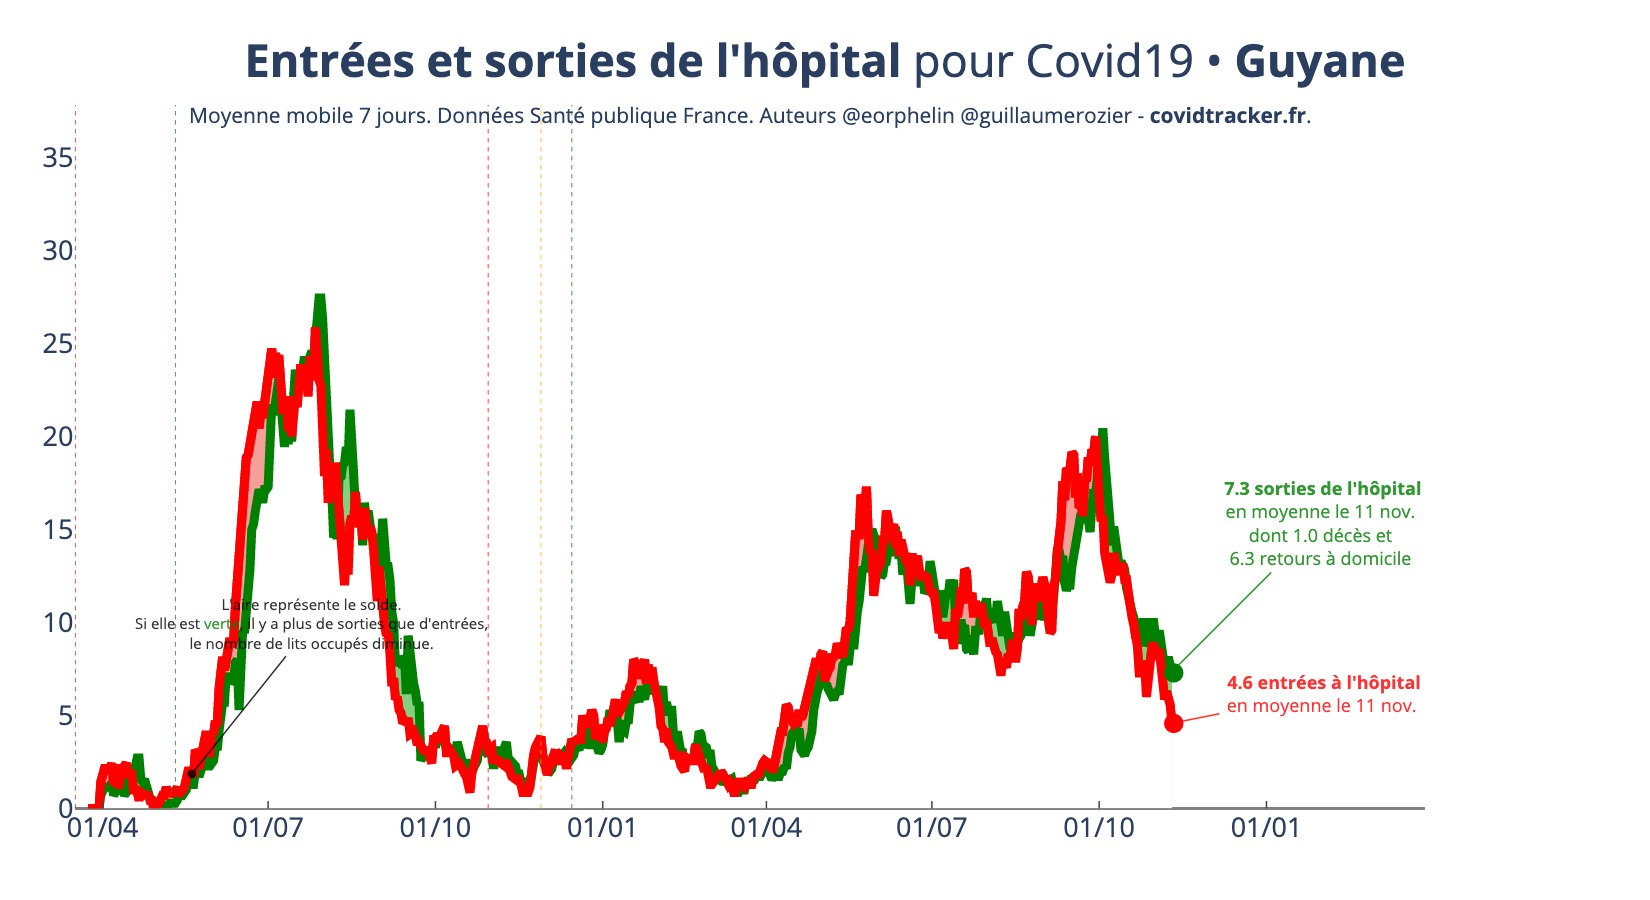 Entrées et sorties de l'hôpital pour Covid19 • Guyane
Moyenne mobile 7 jours. Données Santé publique France. Auteurs @eorphelin @guillaumerozier - covidtracker.fr.
35
30
25
20
15
10
5
0
L'aire représente le solde.
Si elle est verte, il y a plus de sorties que d'entrées,
le nombre de lits occupés diminue.
7.3 sorties de l'hôpital
en moyenne le 11 nov.
dont 1.0 décès et
6.3 retours à domicile
4.6 entrées à l'hôpital
en moyenne le 11 nov.
01/04 01/07 01/10 01/01 01/04 01/07 01/10 01/01